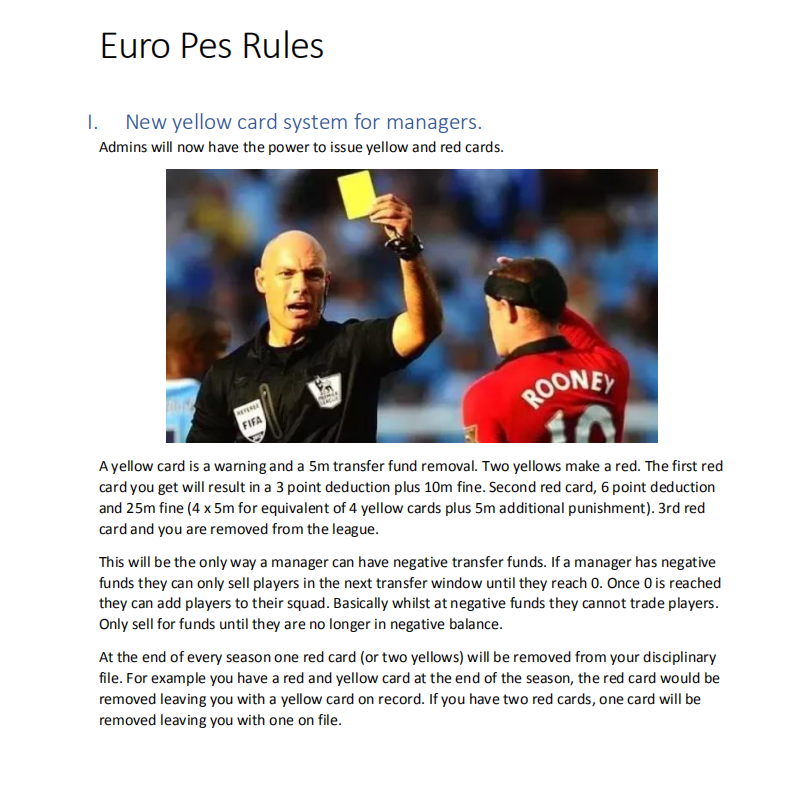 Euro Pes Rules
I. New yellow card system for managers.
Admins will now have the power to issue yellow and red cards.
REFEREE
FIFA
PREMIER
LEAGUE
ROONEY
10
A yellow card is a warning and a 5m transfer fund removal. Two yellows make a red. The first red
card you get will result in a 3 point deduction plus 10m fine. Second red card, 6 point deduction
and 25m fine (4 x 5m for equivalent of 4 yellow cards plus 5m additional punishment). 3rd red
card and you are removed from the league.
This will be the only way a manager can have negative transfer funds. If a manager has negative
funds they can only sell players in the next transfer window until they reach 0. Once 0 is reached
they can add players to their squad. Basically whilst at negative funds they cannot trade players.
Only sell for funds until they are no longer in negative balance.
At the end of every season one red card (or two yellows) will be removed from your disciplinary
file. For example you have a red and yellow card at the end of the season, the red card would be
removed leaving you with a yellow card on record. If you have two red cards, one card will be
removed leaving you with one on file.